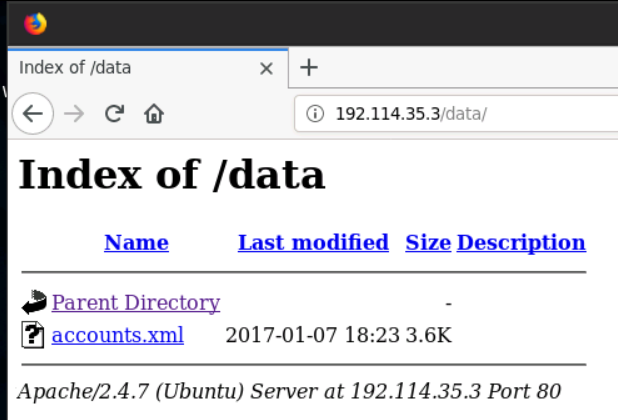 Index of /data
192.114.35.3/data/
Index of /data
Name Last modified Size Description
Parent Directory -
accounts.xml 2017-01-07 18:23 3.6K
Apache/2.4.7 (Ubuntu) Server at 192.114.35.3 Port 80